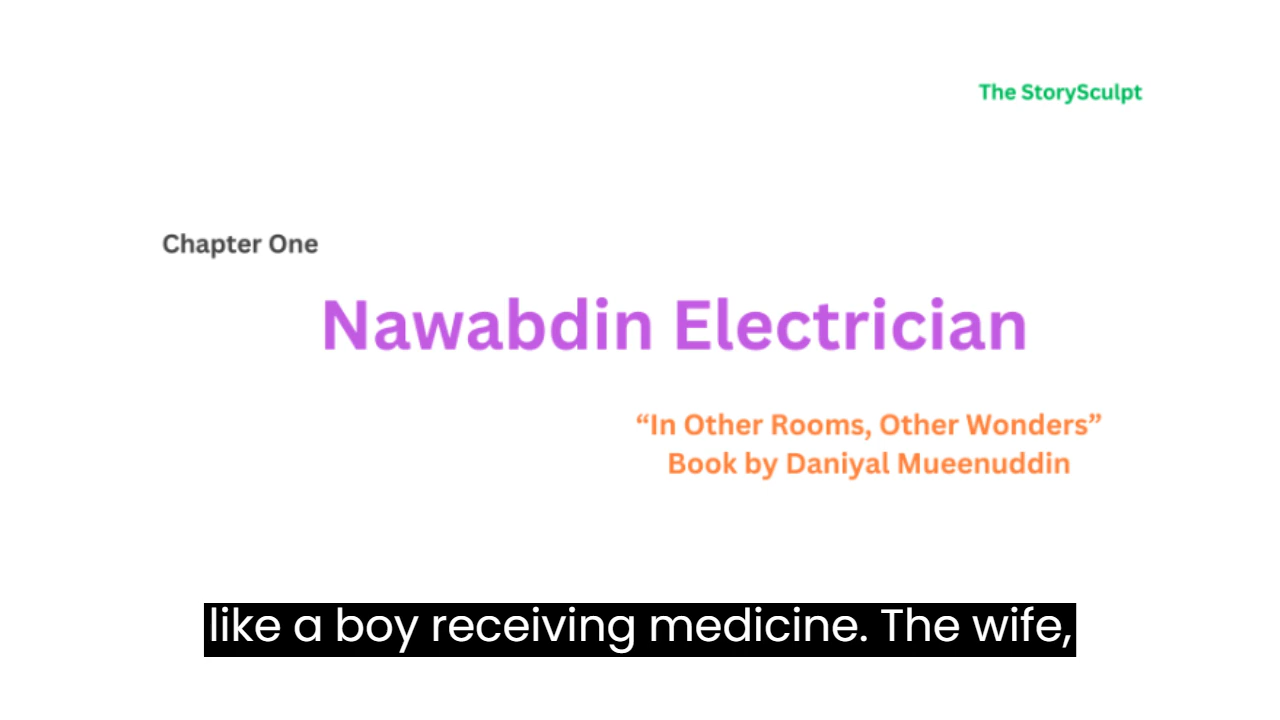 The StorySculpt
Chapter One
Nawabdin Electrician
“In Other Rooms, Other Wonders”
Book by Daniyal Mueenuddin
like a boy receiving medicine. The wife,